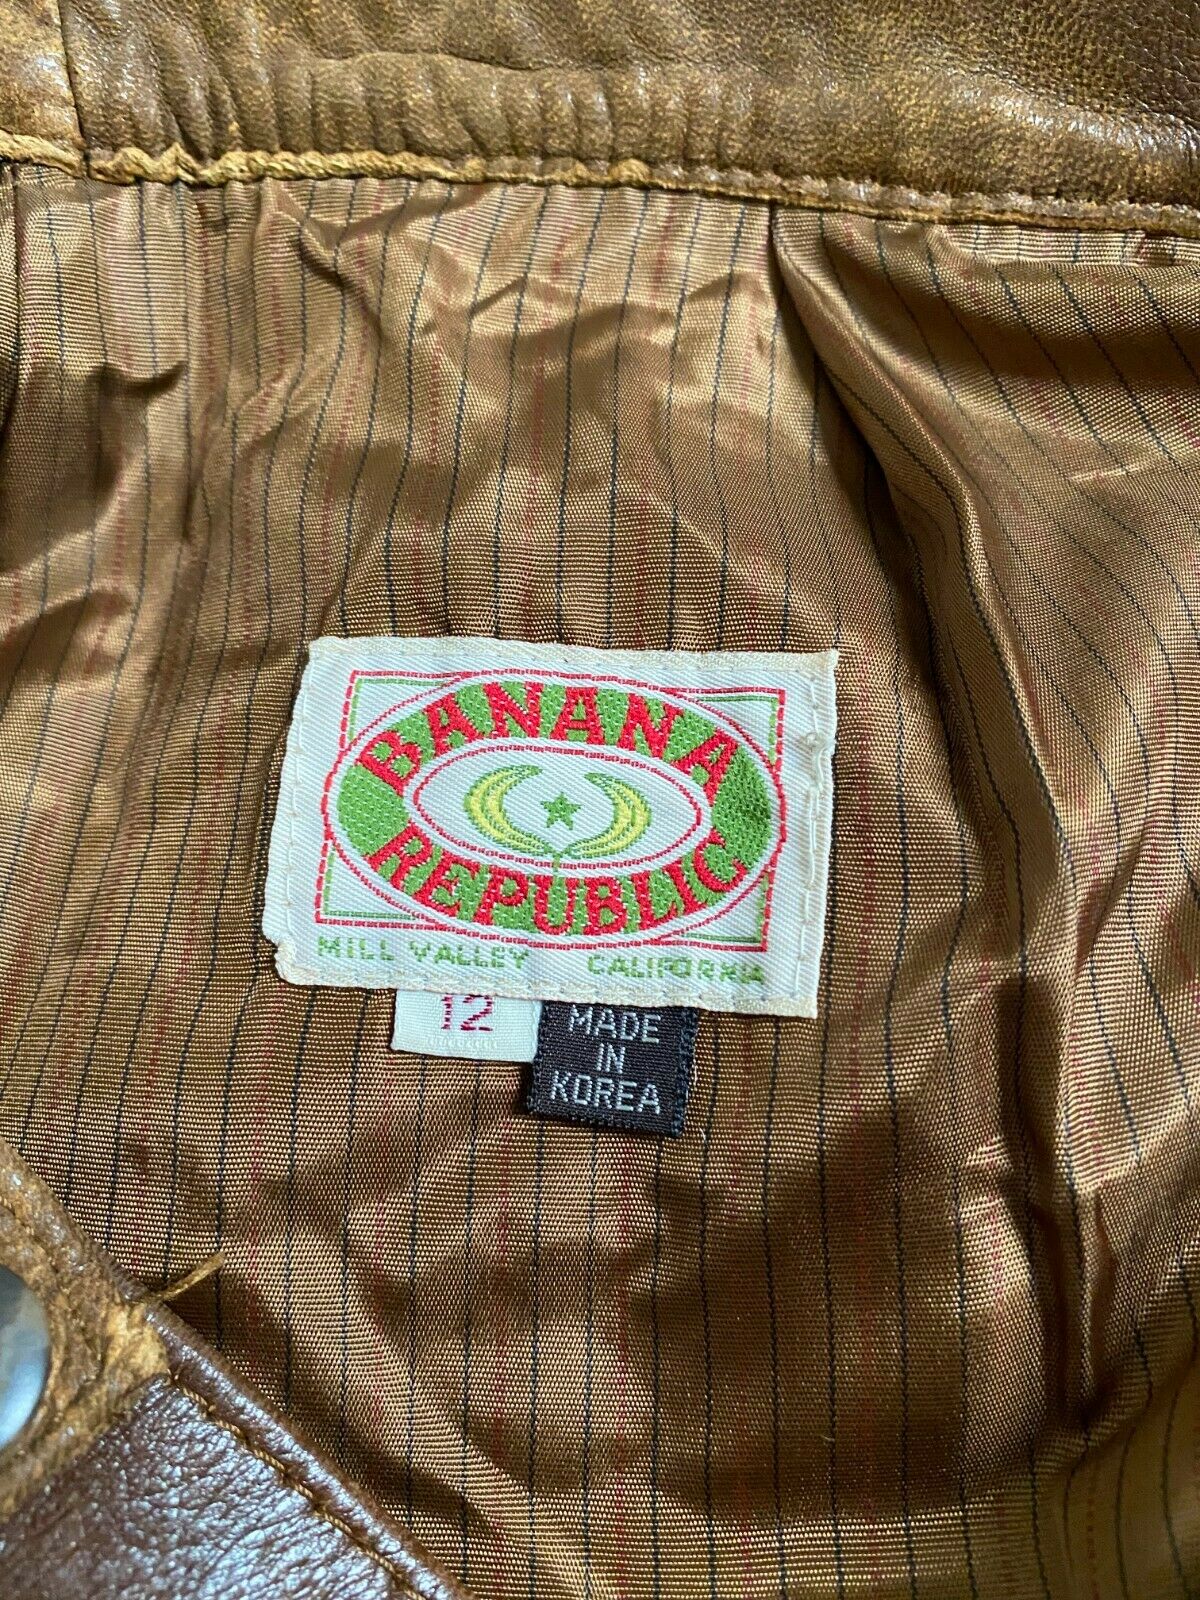 BANANA
REPUBLIC
MILL VALLEY CALIFORNIA
12
MADE
IN
KOREA